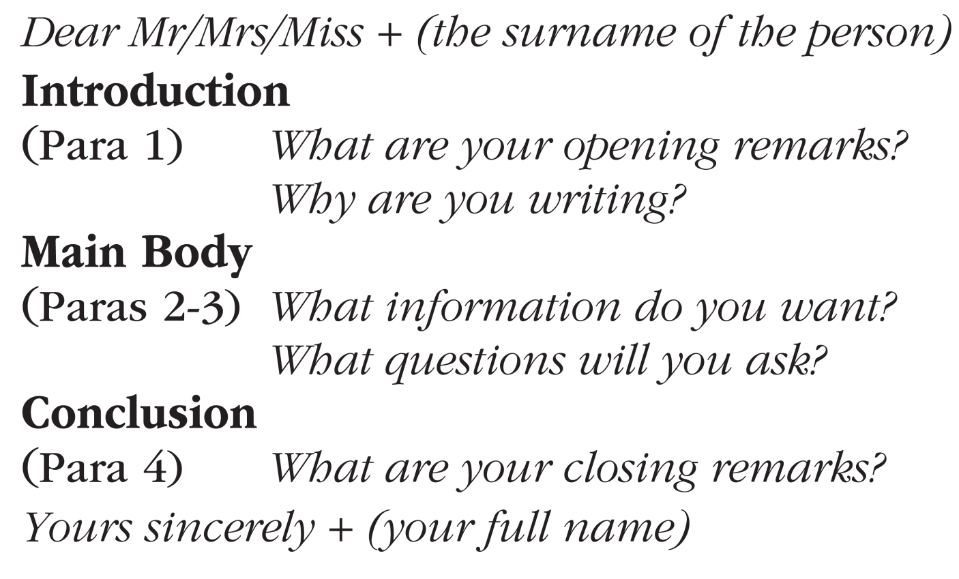 Dear Mr/Mrs/Miss + (the surname of the person)
Introduction
(Para 1) What are your opening remarks?
Why are you writing?
Main Body
(Paras 2-3) What information do you want?
What questions will you ask?
Conclusion
(Para 4) What are your closing remarks?
Yours sincerely + (your full name)